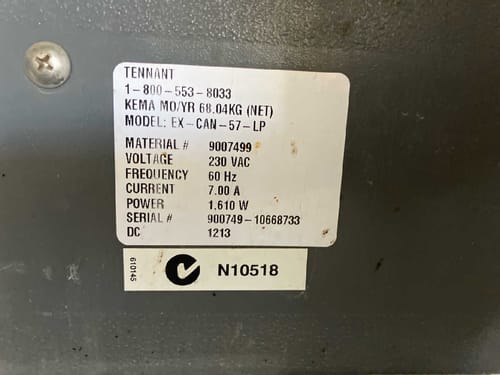 TENNANT
1-800-553-8033
KEMA MO/YR 68.04KG (NET)
MODEL: EX-CAN-57-LP
MATERIAL # 9007499
VOLTAGE 230 VAC
FREQUENCY 60 Hz
CURRENT 7.00 A
POWER 1,610 W
SERIAL # 900749-10668733
DC 1213
610145
N10518